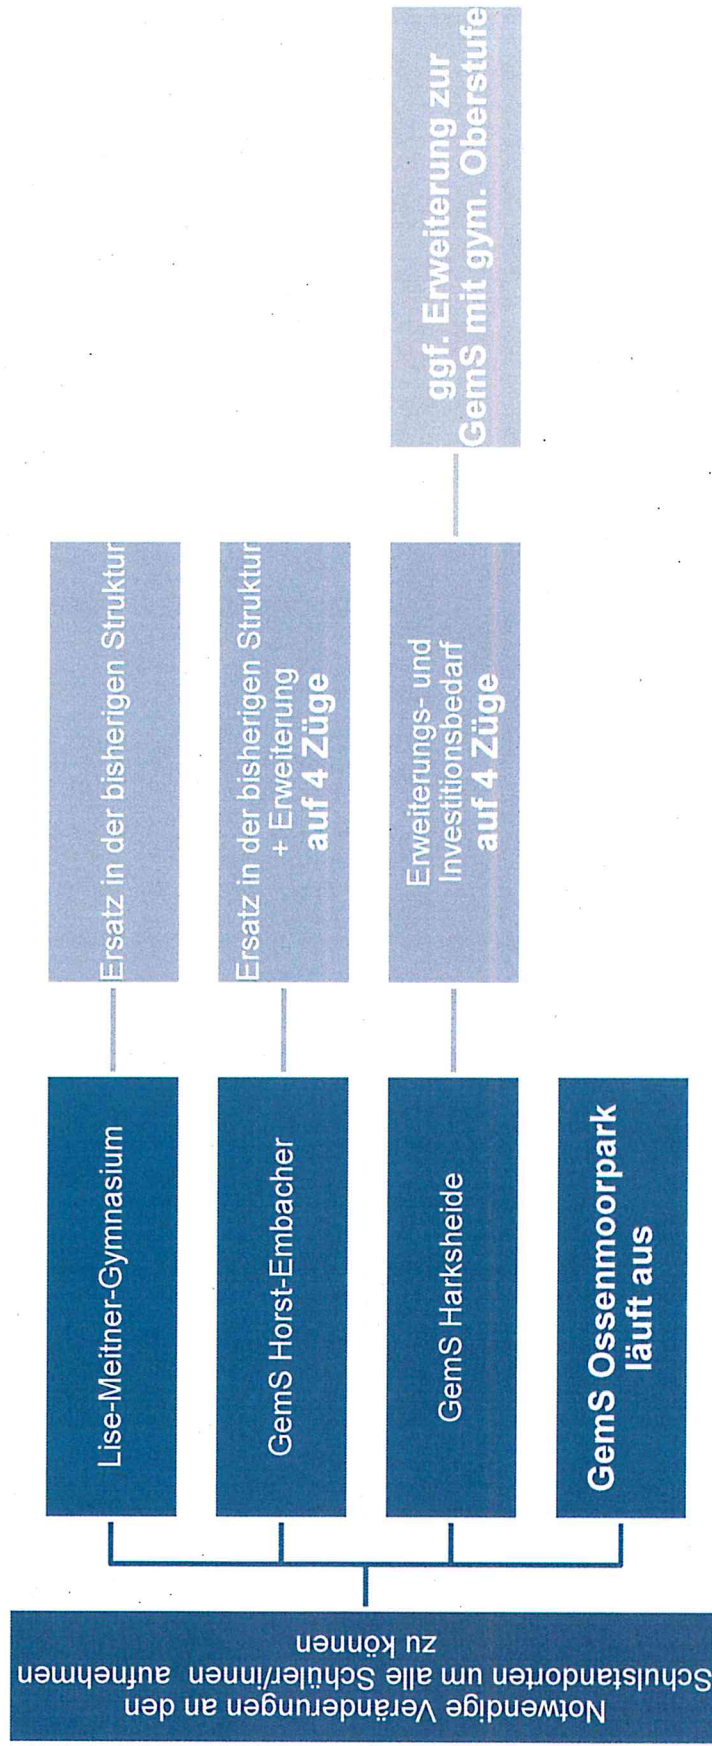 Notwendige Veränderungen an den
Schulstandorten um alle Schüler/innen aufnehmen
zu können
Lise-Meitner-Gymnasium
Ersatz in der bisherigen Struktur
GemS Horst-Embacher
Ersatz in der bisherigen Struktur
+ Erweiterung
auf 4 Züge
GemS Harksheide
Erweiterungs- und
Investitionsbedarf
auf 4 Züge
ggf. Erweiterung zur
GemS mit gym. Oberstufe
GemS Ossenmoorpark
läuft aus